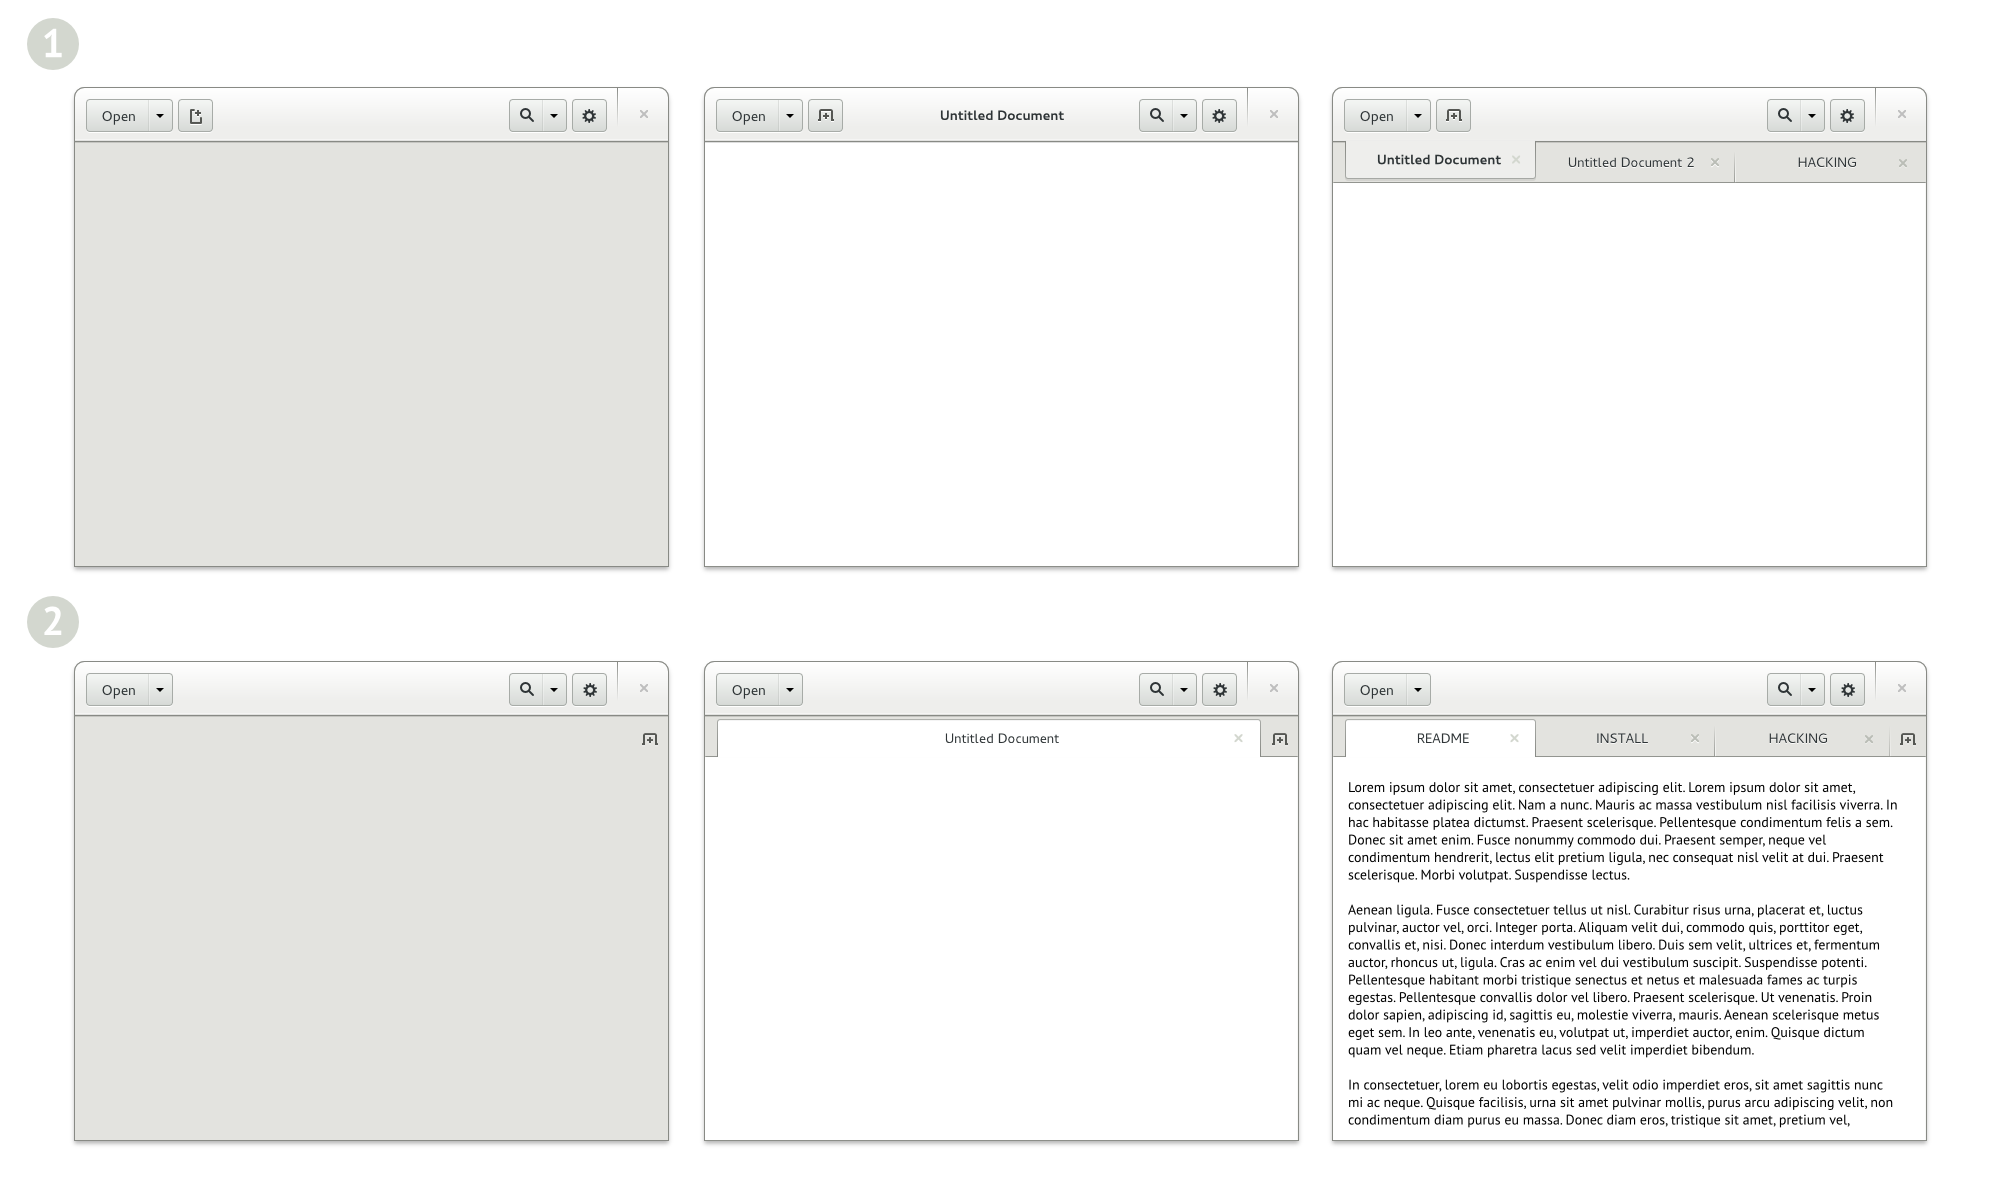 1
Open
Open
Untitled Document
Open
Untitled Document
Untitled Document 2
HACKING
2
Open
Open
Untitled Document
Open
README
INSTALL
HACKING
Lorem ipsum dolor sit amet, consectetuer adipiscing elit. Lorem ipsum dolor sit amet,
consectetuer adipiscing elit. Nam a nunc. Mauris ac massa vestibulum nisl facilisis viverra. In
hac habitasse platea dictumst. Praesent scelerisque. Pellentesque condimentum felis a sem.
Donec sit amet enim. Fusce nonummy commodo dui. Praesent semper, neque vel
condimentum hendrerit, lectus elit pretium ligula, nec consequat nisl velit at dui. Praesent
scelerisque. Morbi volutpat. Suspendisse lectus.
Aenean ligula. Fusce consectetuer tellus ut nisl. Curabitur risus urna, placerat et, luctus
pulvinar, auctor vel, orci. Integer porta. Aliquam velit dui, commodo quis, porttitor eget,
convallis et, nisi. Donec interdum vestibulum libero. Duis sem velit, ultrices et, fermentum
auctor, rhoncus ut, ligula. Cras ac enim vel dui vestibulum suscipit. Suspendisse potenti.
Pellentesque habitant morbi tristique senectus et netus et malesuada fames ac turpis
egestas. Pellentesque convallis dolor vel libero. Praesent scelerisque. Ut venenatis. Proin
dolor sapien, adipiscing id, sagittis eu, molestie viverra, mauris. Aenean scelerisque metus
eget sem. In leo ante, venenatis eu, volutpat ut, imperdiet auctor, enim. Quisque dictum
quam vel neque. Etiam pharetra lacus sed velit imperdiet bibendum.
In consectetuer, lorem eu lobortis egestas, velit odio imperdiet eros, sit amet sagittis nunc
mi ac neque. Quisque facilisis, urna sit amet pulvinar mollis, purus arcu adipiscing velit, non
condimentum diam purus eu massa. Donec diam eros, tristique sit amet, pretium vel,